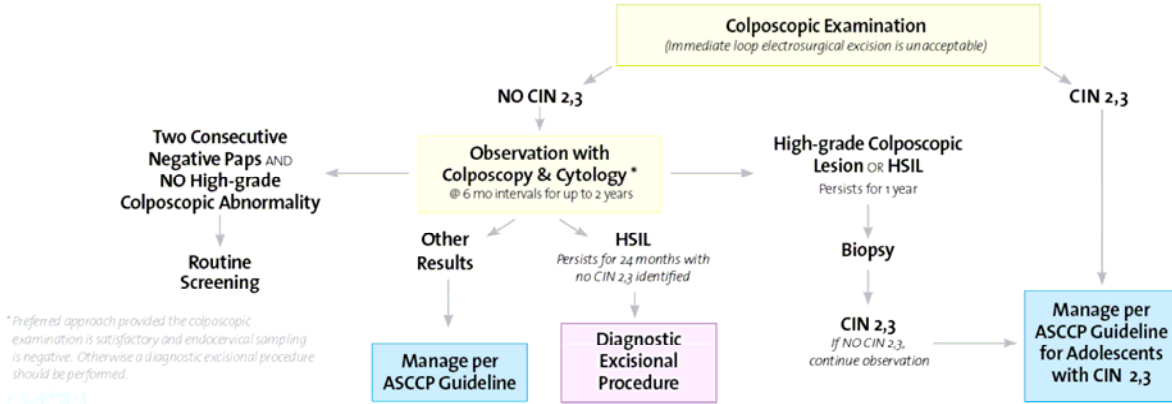 Colposcopic Examination
(Immediate loop electrosurgical excision is unacceptable)
NO CIN 2,3
CIN 2,3
Two Consecutive
Negative Paps AND
NO High-grade
Colposcopic Abnormality
Observation with
Colposcopy & Cytology *
@ 6 mo intervals for up to 2 years
High-grade Colposcopic
Lesion OR HSIL
Persists for 1 year
Other
Results
HSIL
Persists for 24 months with
no CIN 2,3 identified
Biopsy
Routine
Screening
* Preferred approach provided the colposcopic
examination is satisfactory and endocervical sampling
is negative. Otherwise a diagnostic excisional procedure
should be performed.
Manage per
ASCCP Guideline
Diagnostic
Excisional
Procedure
CIN 2,3
If NO CIN 2,3,
continue observation
Manage per
ASCCP Guideline
for Adolescents
with CIN 2,3